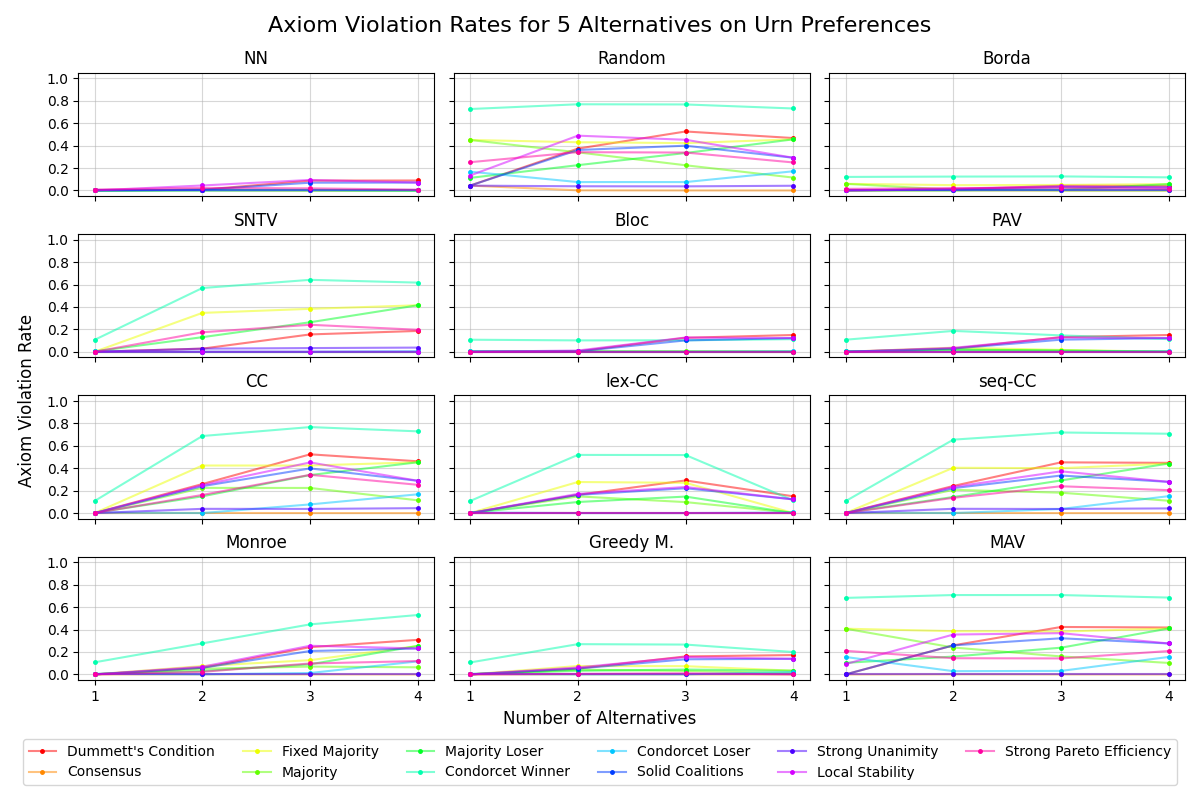 Axiom Violation Rates for 5 Alternatives on Urn Preferences
NN
Random
Borda
1.0
0.8
0.6
0.4
0.2
0.0
SNTV
Bloc
PAV
1.0
0.8
0.6
0.4
0.2
0.0
Axiom Violation Rate
CC
lex-CC
seq-CC
1.0
0.8
0.6
0.4
0.2
0.0
Monroe
Greedy M.
MAV
1.0
0.8
0.6
0.4
0.2
0.0
1 2 3 4
1 2 3 4
1 2 3 4
Number of Alternatives
Dummett's Condition Fixed Majority Majority Loser Condorcet Loser Strong Unanimity Strong Pareto Efficiency
Consensus Majority Condorcet Winner Solid Coalitions Local Stability